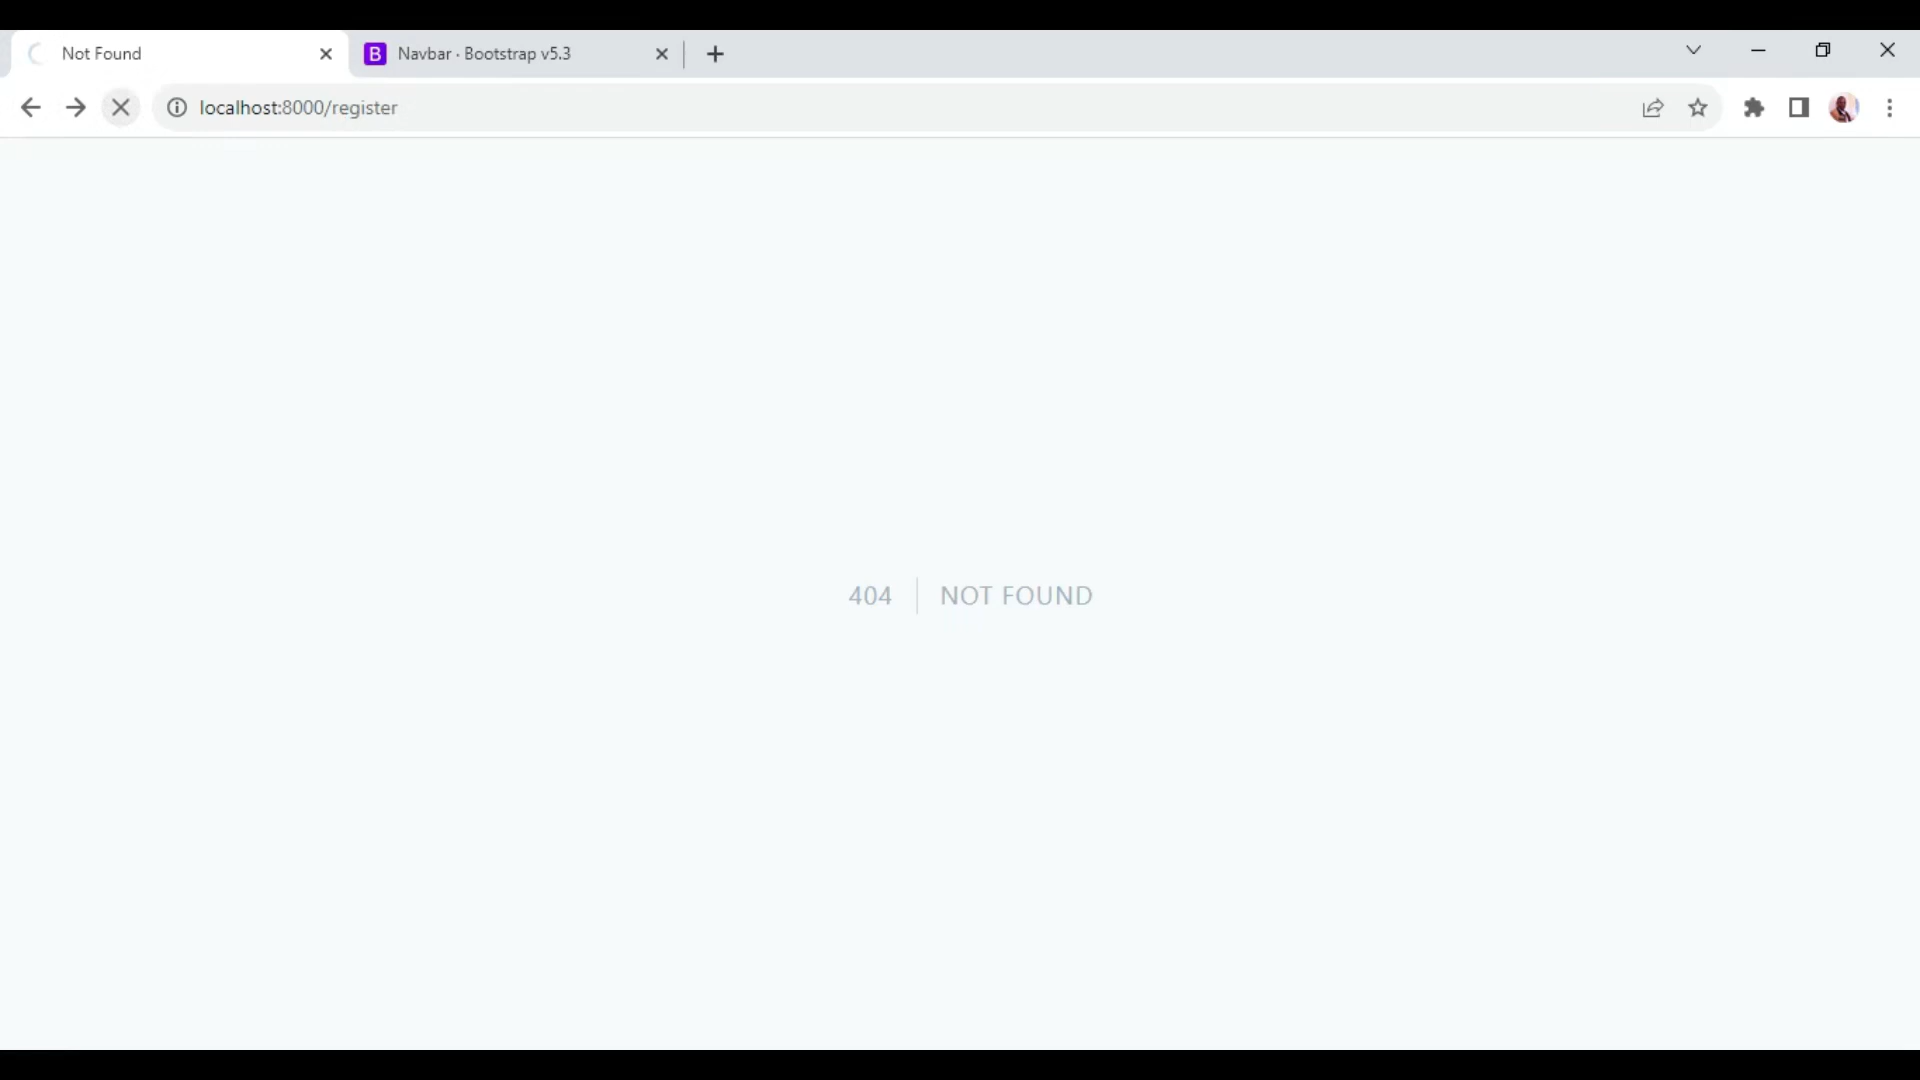 Not Found
B Navbar · Bootstrap v5.3
localhost:8000/register
404 NOT FOUND